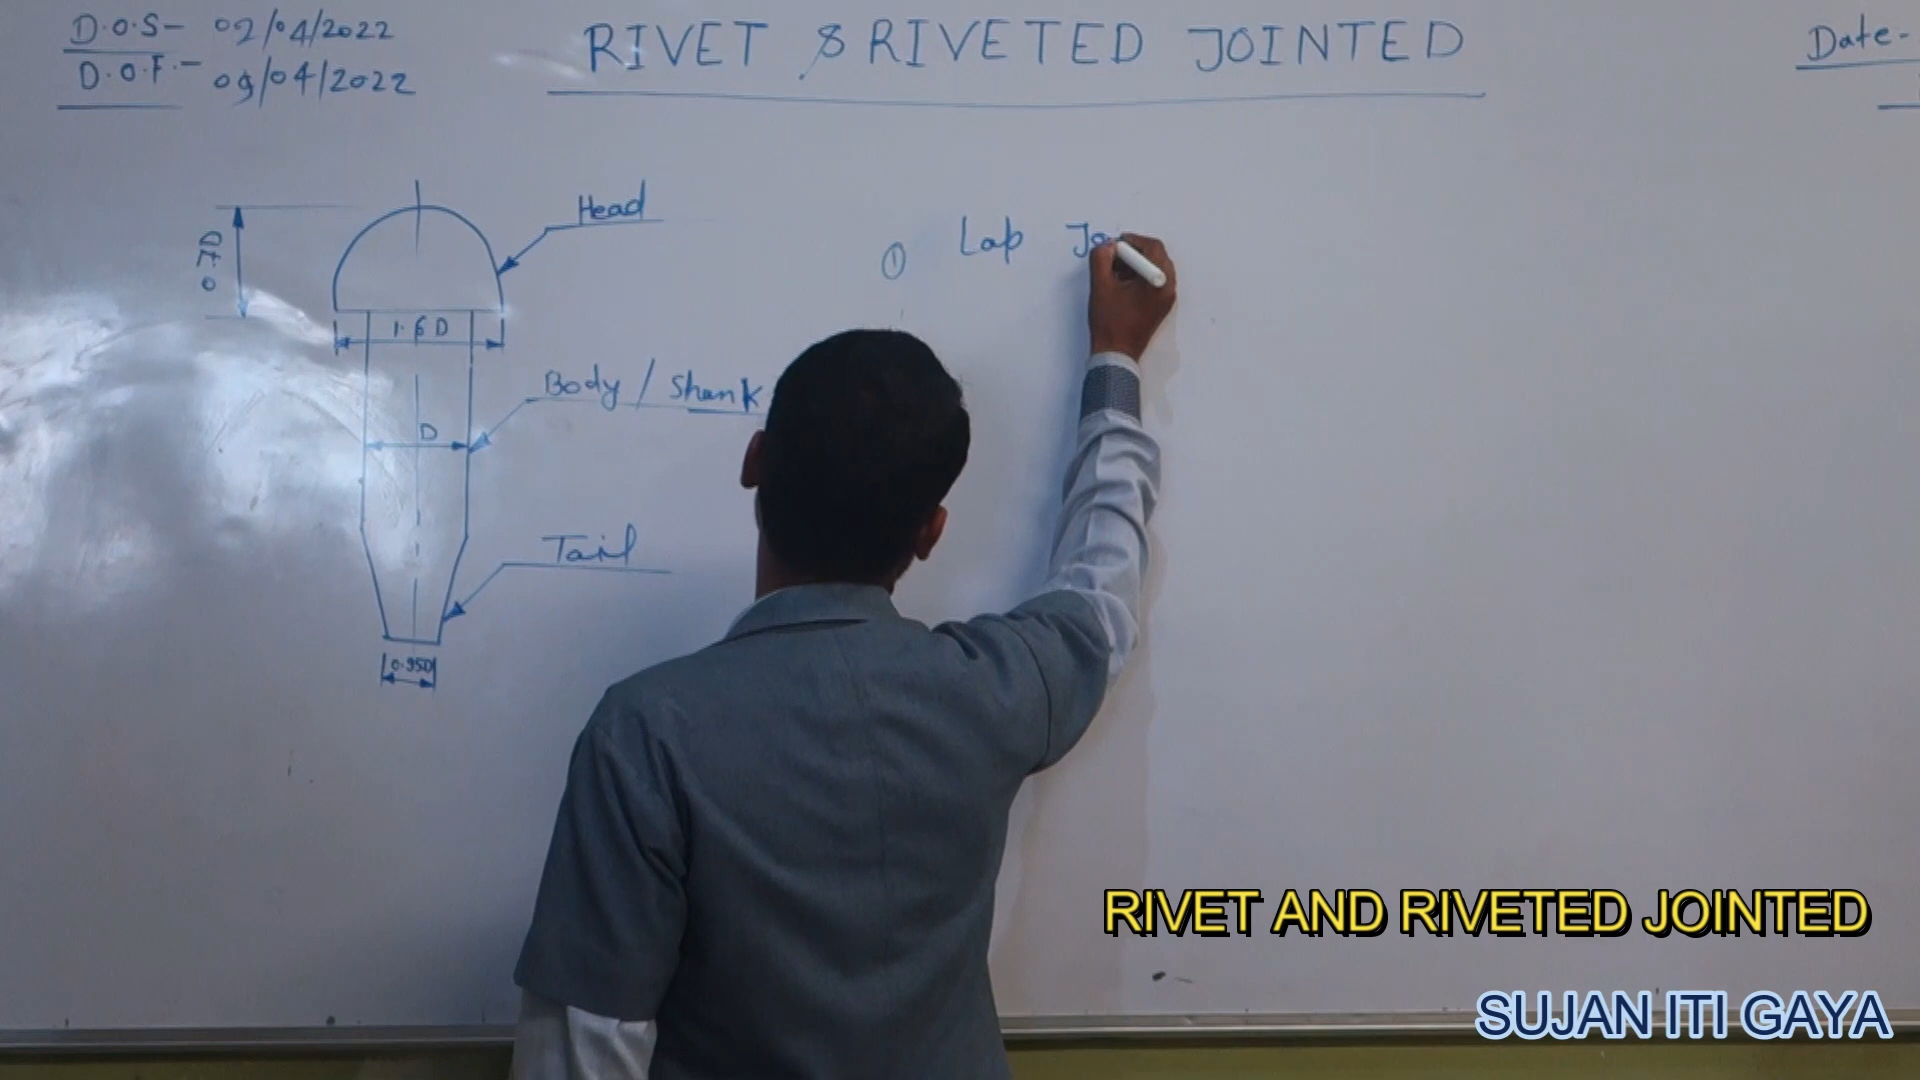 D.O.S- 02/04/2022
D.O.F.- 09/04/2022
RIVET & RIVETED JOINTED
Date-
Head
0.7D
① Lap Jo
1.6 D
Body / Shank
D
Tail
0.95D
RIVET AND RIVETED JOINTED
SUJAN ITI GAYA